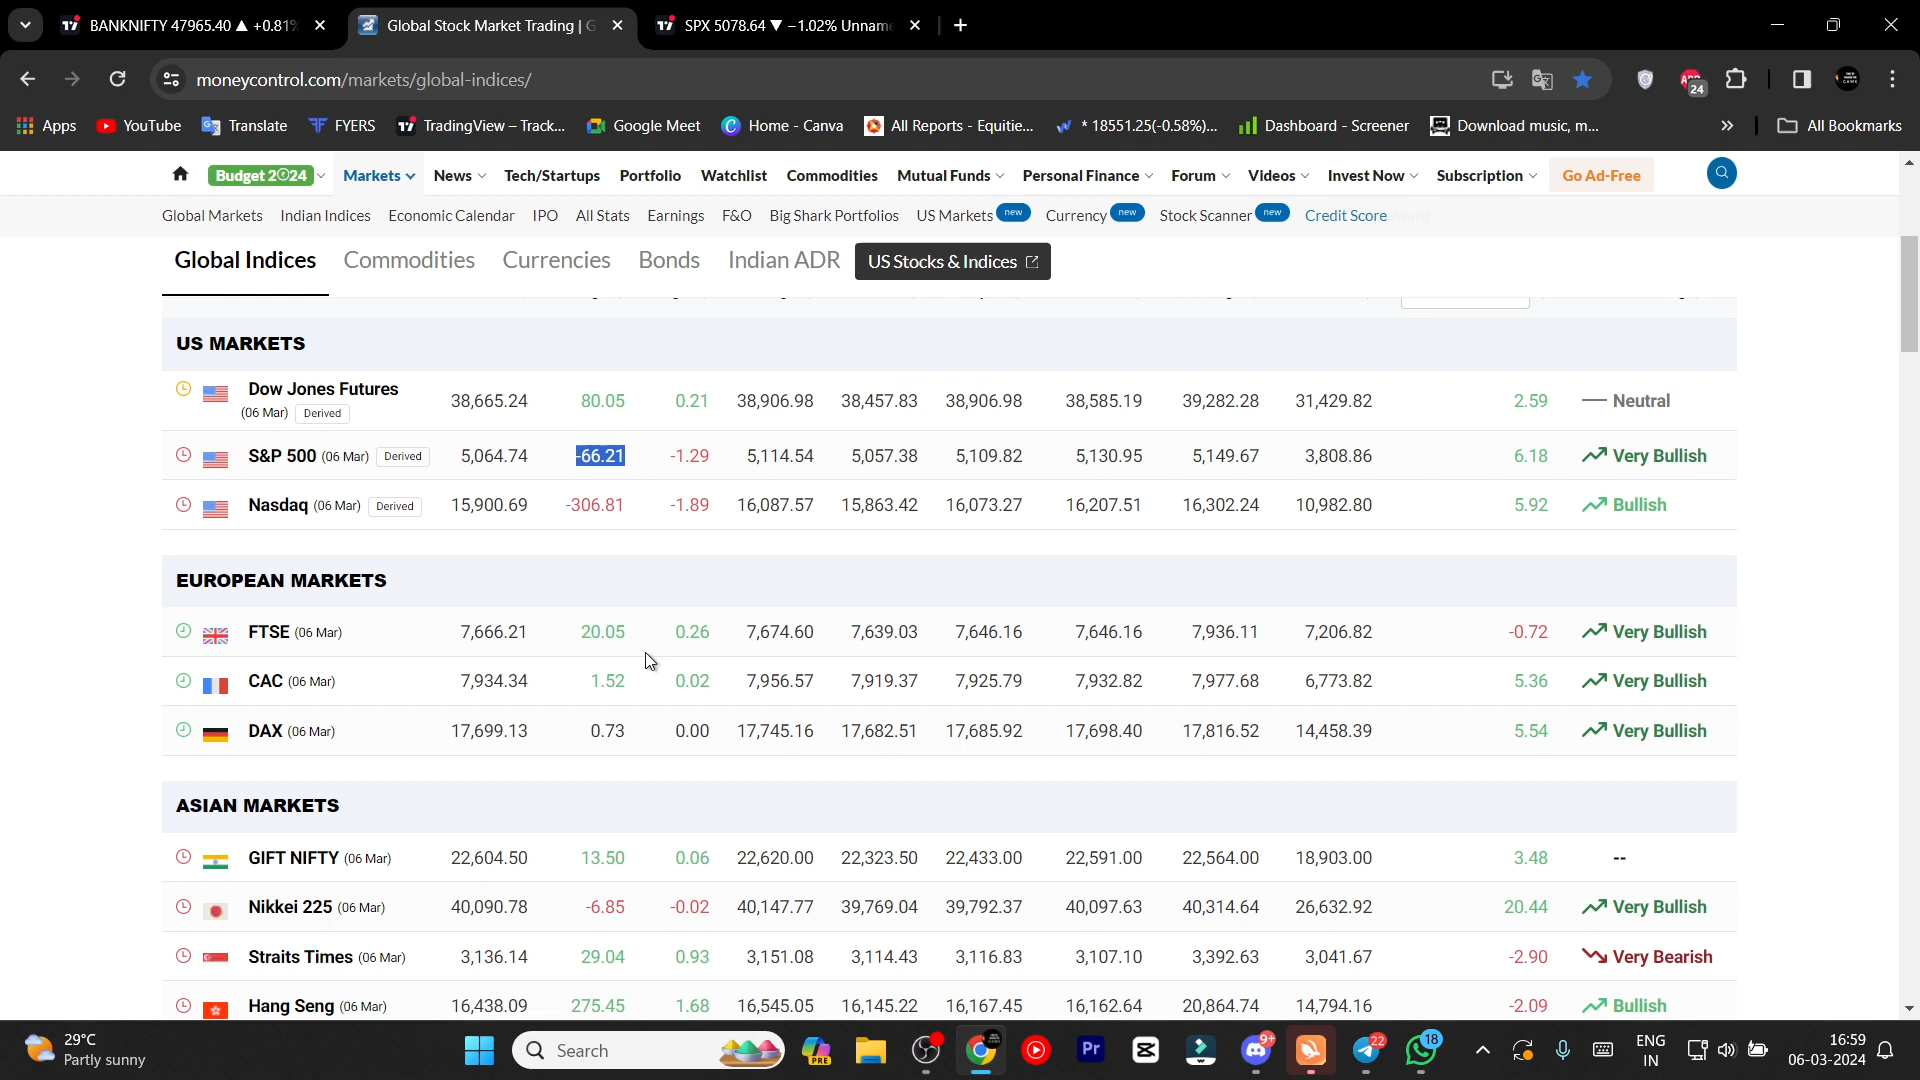 BANKNIFTY 47965.40 ▲ +0.81%
Global Stock Market Trading | G
SPX 5078.64 ▼ −1.02% Unname
moneycontrol.com/markets/global-indices/
24
Apps YouTube Translate FYERS TradingView – Track... Google Meet Home - Canva All Reports - Equitie... * 18551.25(-0.58%)... Dashboard - Screener Download music, m... » All Bookmarks
Budget 2024 Markets News Tech/Startups Portfolio Watchlist Commodities Mutual Funds Personal Finance Forum Videos Invest Now Subscription Go Ad-Free
Global Markets Indian Indices Economic Calendar IPO All Stats Earnings F&O Big Shark Portfolios US Markets new Currency new Stock Scanner new Credit Score
Global Indices Commodities Currencies Bonds Indian ADR US Stocks & Indices
US MARKETS
Dow Jones Futures
(06 Mar) Derived 38,665.24 80.05 0.21 38,906.98 38,457.83 38,906.98 38,585.19 39,282.28 31,429.82 2.59 Neutral
S&P 500 (06 Mar) Derived 5,064.74 -66.21 -1.29 5,114.54 5,057.38 5,109.82 5,130.95 5,149.67 3,808.86 6.18 Very Bullish
Nasdaq (06 Mar) Derived 15,900.69 -306.81 -1.89 16,087.57 15,863.42 16,073.27 16,207.51 16,302.24 10,982.80 5.92 Bullish
EUROPEAN MARKETS
FTSE (06 Mar) 7,666.21 20.05 0.26 7,674.60 7,639.03 7,646.16 7,646.16 7,936.11 7,206.82 -0.72 Very Bullish
CAC (06 Mar) 7,934.34 1.52 0.02 7,956.57 7,919.37 7,925.79 7,932.82 7,977.68 6,773.82 5.36 Very Bullish
DAX (06 Mar) 17,699.13 0.73 0.00 17,745.16 17,682.51 17,685.92 17,698.40 17,816.52 14,458.39 5.54 Very Bullish
ASIAN MARKETS
GIFT NIFTY (06 Mar) 22,604.50 13.50 0.06 22,620.00 22,323.50 22,433.00 22,591.00 22,564.00 18,903.00 3.48 --
Nikkei 225 (06 Mar) 40,090.78 -6.85 -0.02 40,147.77 39,769.04 39,792.37 40,097.63 40,314.64 26,632.92 20.44 Very Bullish
Straits Times (06 Mar) 3,136.14 29.04 0.93 3,151.08 3,114.43 3,116.83 3,107.10 3,392.63 3,041.67 -2.90 Very Bearish
Hang Seng (06 Mar) 16,438.09 275.45 1.68 16,545.05 16,145.22 16,167.45 16,162.64 20,864.74 14,794.16 -2.09 Bullish
29°C
Partly sunny
Search
PRE
Pr
9+
22
18
ENG
IN
16:59
06-03-2024